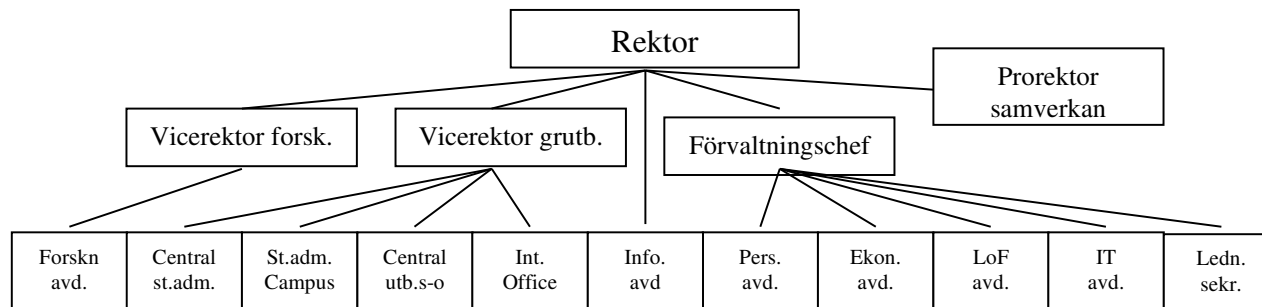 Rektor
Prorektor
samverkan
Vicerektor forsk.
Vicerektor grutb.
Förvaltningschef
Forskn
avd.
Central
st.adm.
St.adm.
Campus
Central
utb.s-o
Int.
Office
Info.
avd
Pers.
avd.
Ekon.
avd.
LoF
avd.
IT
avd.
Ledn.
sekr.